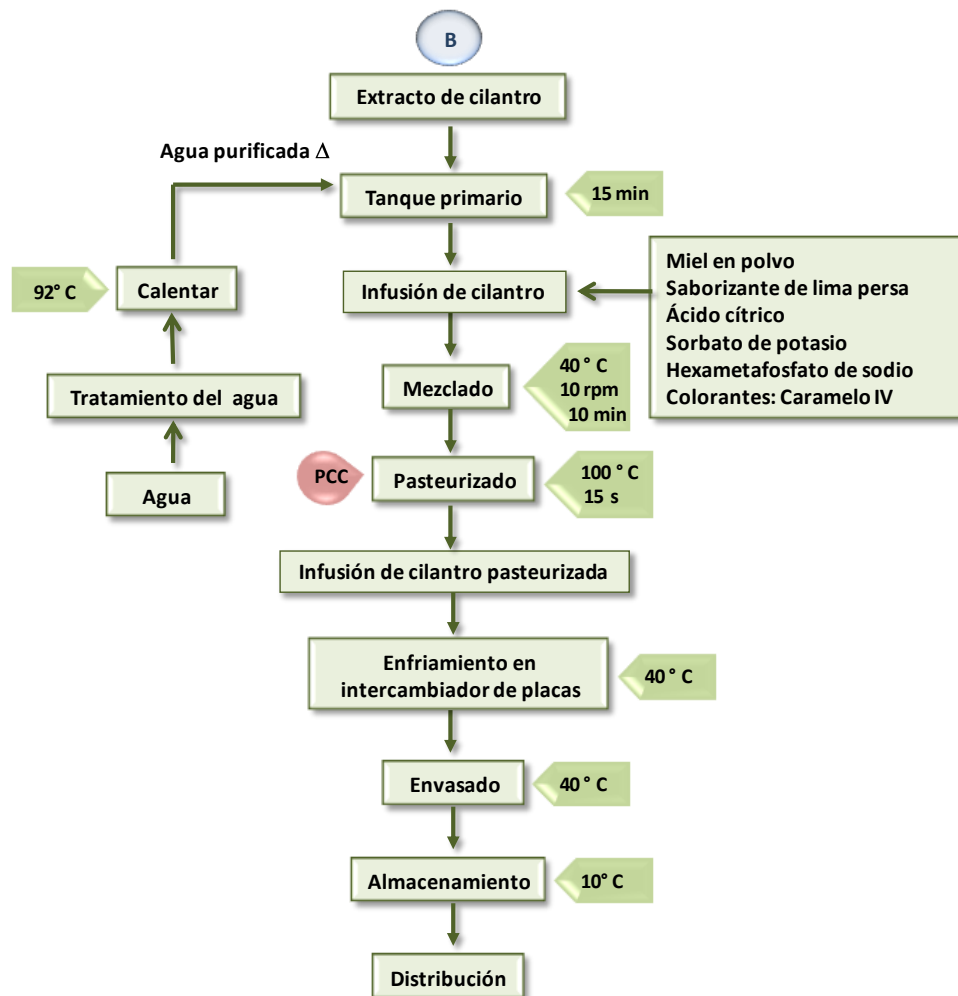 B
Extracto de cilantro
Agua purificada Δ
Tanque primario
15 min
92° C
Calentar
Infusión de cilantro
Miel en polvo
Saborizante de lima persa
Ácido cítrico
Sorbato de potasio
Hexametafosfato de sodio
Colorantes: Caramelo IV
Tratamiento del agua
Mezclado
40 ° C
10 rpm
10 min
Agua
PCC
Pasteurizado
100 ° C
15 s
Infusión de cilantro pasteurizada
Enfriamiento en
intercambiador de placas
40 ° C
Envasado
40 ° C
Almacenamiento
10° C
Distribución